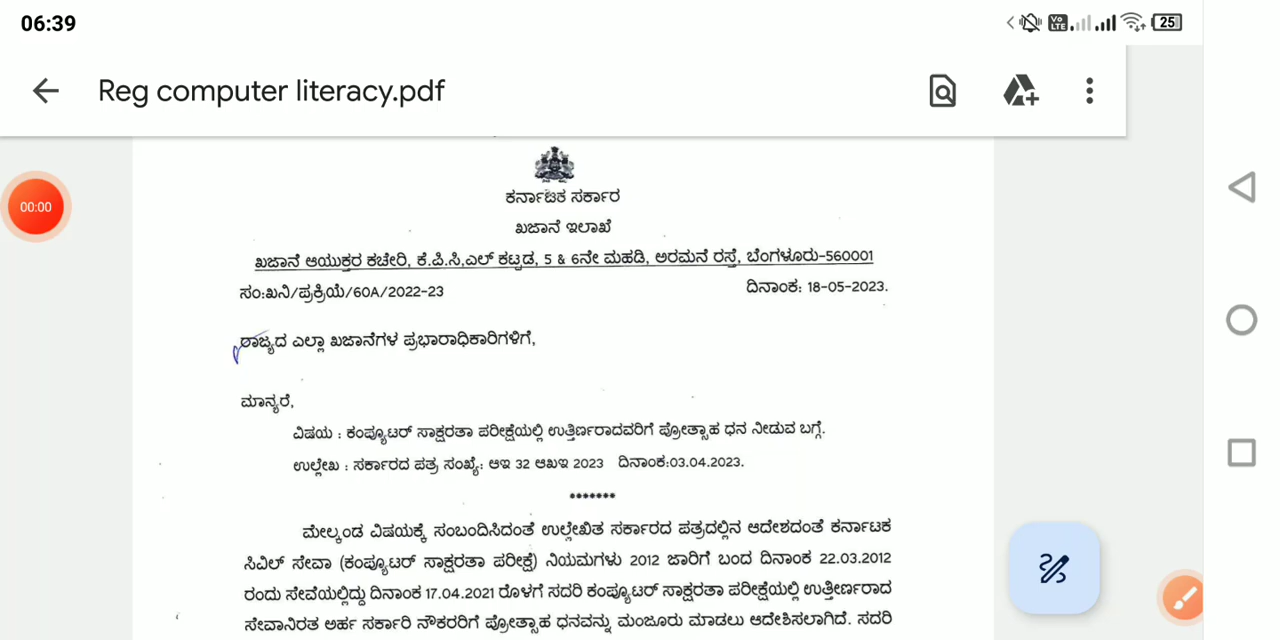 06:39
Vo LTE
25
Reg computer literacy.pdf
00:00
ಕರ್ನಾಟಕ ಸರ್ಕಾರ
ಖಜಾನೆ ಇಲಾಖೆ
ಖಜಾನೆ ಆಯುಕ್ತರ ಕಚೇರಿ, ಕೆ.ಪಿ.ಸಿ,ಎಲ್ ಕಟ್ಟಡ, 5 & 6ನೇ ಮಹಡಿ, ಅರಮನೆ ರಸ್ತೆ, ಬೆಂಗಳೂರು-560001
ಸಂ:ಖನಿ/ಪ್ರಕ್ರಿಯೆ/60A/2022-23 ದಿನಾಂಕ: 18-05-2023.
ರಾಜ್ಯದ ಎಲ್ಲಾ ಖಜಾನೆಗಳ ಪ್ರಭಾರಾಧಿಕಾರಿಗಳಿಗೆ,
ಮಾನ್ಯರೆ,
ವಿಷಯ : ಕಂಪ್ಯೂಟರ್ ಸಾಕ್ಷರತಾ ಪರೀಕ್ಷೆಯಲ್ಲಿ ಉತ್ತಿರ್ಣರಾದವರಿಗೆ ಪ್ರೋತ್ಸಾಹ ಧನ ನೀಡುವ ಬಗ್ಗೆ.
ಉಲ್ಲೇಖ : ಸರ್ಕಾರದ ಪತ್ರ ಸಂಖ್ಯೆ: ಆಇ 32 ಆಖಇ 2023 ದಿನಾಂಕ:03.04.2023.
*******
ಮೇಲ್ಕಂಡ ವಿಷಯಕ್ಕೆ ಸಂಬಂದಿಸಿದಂತೆ ಉಲ್ಲೇಖಿತ ಸರ್ಕಾರದ ಪತ್ರದಲ್ಲಿನ ಆದೇಶದಂತೆ ಕರ್ನಾಟಕ
ಸಿವಿಲ್ ಸೇವಾ (ಕಂಪ್ಯೂಟರ್ ಸಾಕ್ಷರತಾ ಪರೀಕ್ಷೆ) ನಿಯಮಗಳು 2012 ಜಾರಿಗೆ ಬಂದ ದಿನಾಂಕ 22.03.2012
ರಂದು ಸೇವೆಯಲ್ಲಿದ್ದು ದಿನಾಂಕ 17.04.2021 ರೊಳಗೆ ಸದರಿ ಕಂಪ್ಯೂಟರ್ ಸಾಕ್ಷರತಾ ಪರೀಕ್ಷೆಯಲ್ಲಿ ಉತ್ತೀರ್ಣರಾದ
ಸೇವಾನಿರತ ಅರ್ಹ ಸರ್ಕಾರಿ ನೌಕರರಿಗೆ ಪ್ರೋತ್ಸಾಹ ಧನವನ್ನು ಮಂಜೂರು ಮಾಡಲು ಆದೇಶಿಸಲಾಗಿದೆ. ಸದರಿ